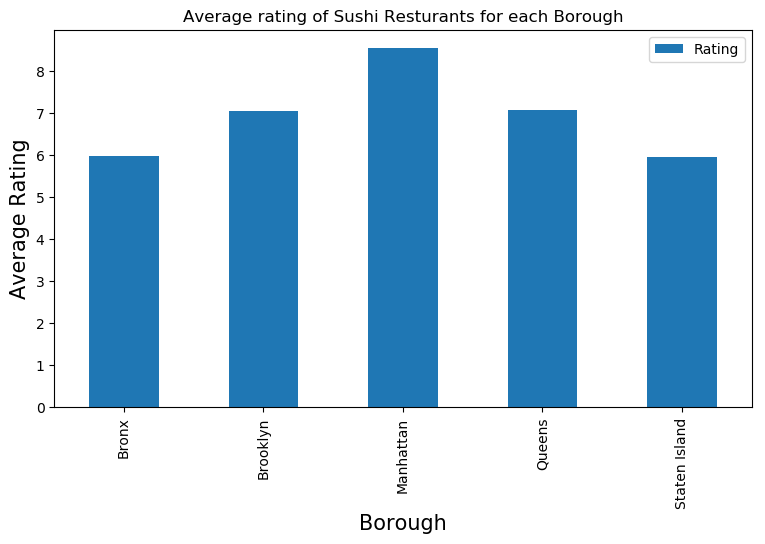 Average rating of Sushi Resturants for each Borough
Rating
Average Rating
8
7
6
5
4
3
2
1
0
Bronx
Brooklyn
Manhattan
Queens
Staten Island
Borough